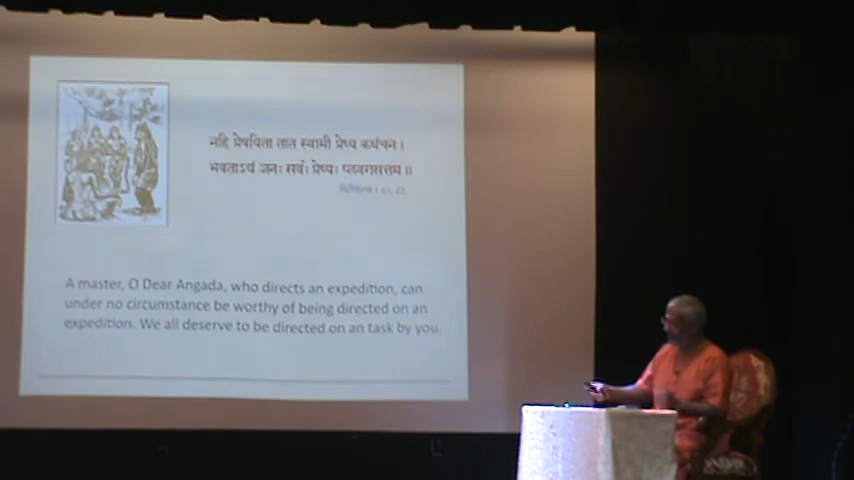 नहि प्रेषयिता तात स्वामी प्रेष्य कथंचन ।
भवताऽयं जनः सर्वः प्रेष्यः प्लवगसत्तम ॥
A master, O Dear Angada, who directs an expedition, can
under no circumstance be worthy of being directed on an
expedition. We all deserve to be directed on an task by you.